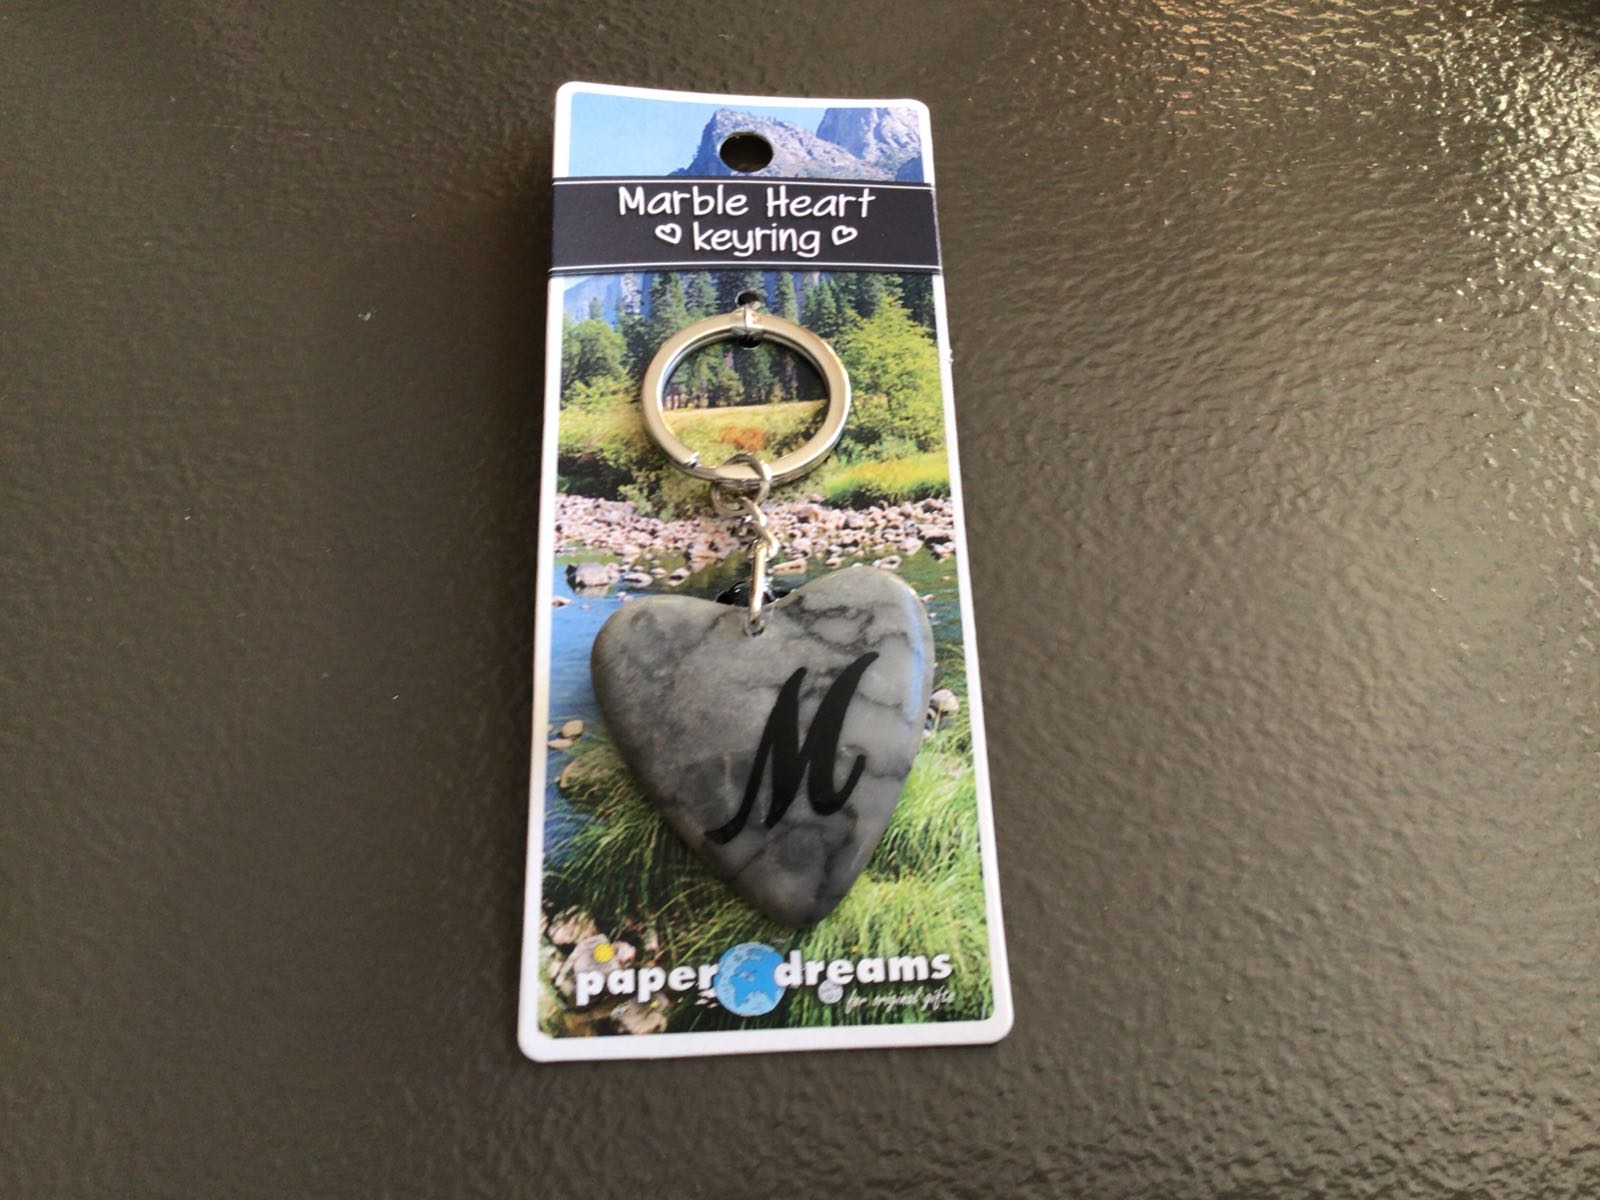 Marble Heart
keyring
M
paper dreams
for original gifts